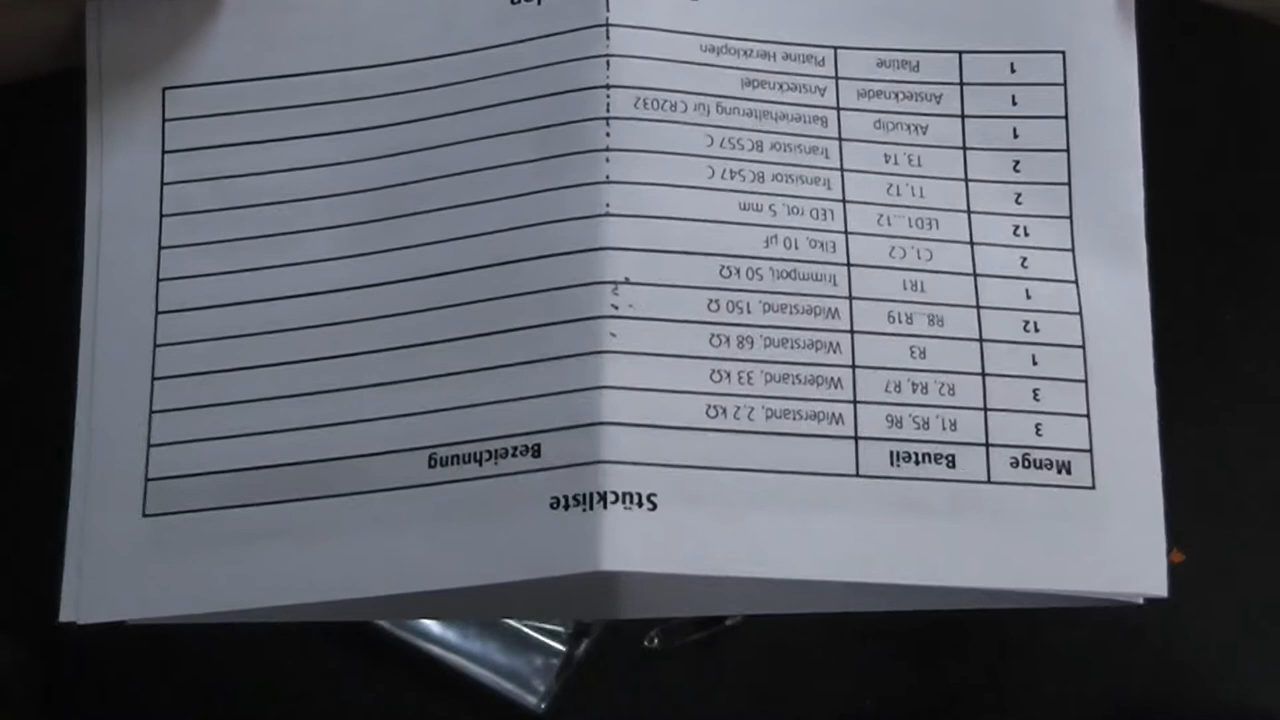 Stückliste
Menge Bauteil Bezeichnung
3 R1, R5, R6 Widerstand, 2,2 kΩ
3 R2, R4, R7 Widerstand, 33 kΩ
1 R3 Widerstand, 68 kΩ
12 R8...R19 Widerstand, 150 Ω
1 TR1 Trimmpoti, 50 kΩ
2 C1, C2 Elko, 10 µF
12 LED1...12 LED rot, 5 mm
2 T1, T2 Transistor BC547 C
2 T3, T4 Transistor BC557 C
1 Akkuclip Batteriehalterung für CR2032
1 Anstecknadel Anstecknadel
1 Platine Platine Herzklopfen